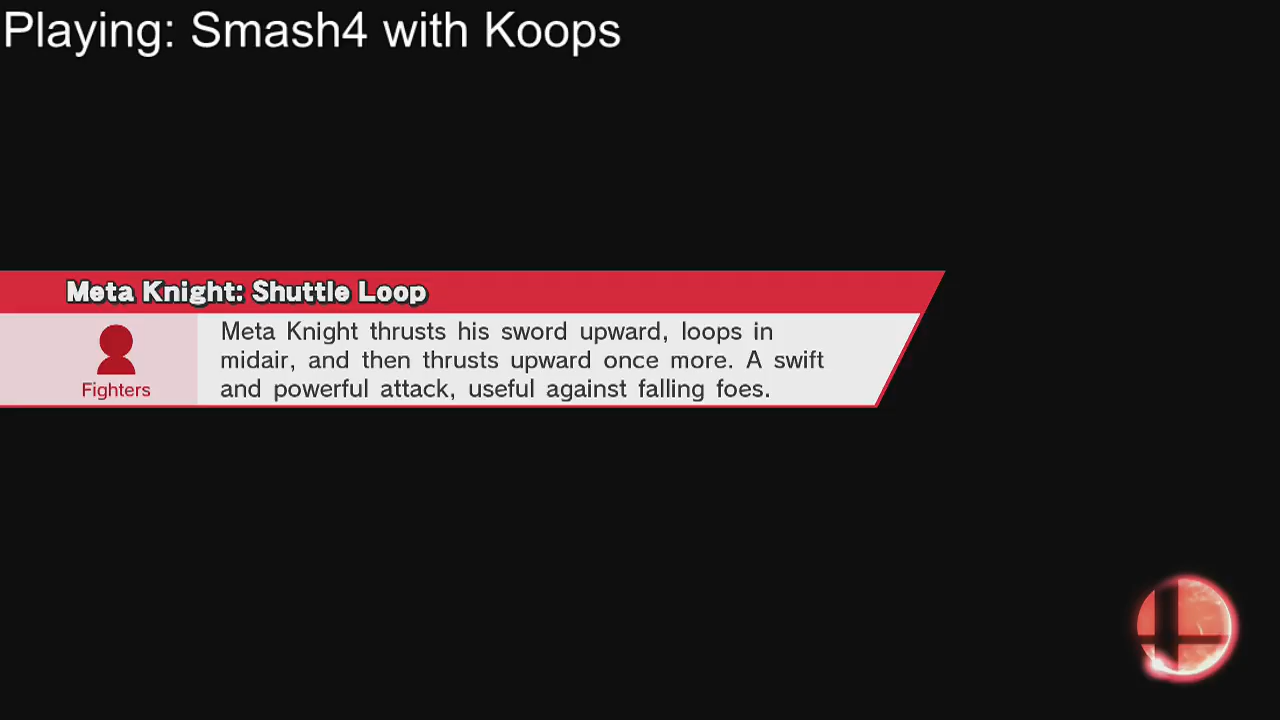 Playing: Smash4 with Koops
Meta Knight: Shuttle Loop
Meta Knight thrusts his sword upward, loops in
midair, and then thrusts upward once more. A swift
and powerful attack, useful against falling foes.
Fighters